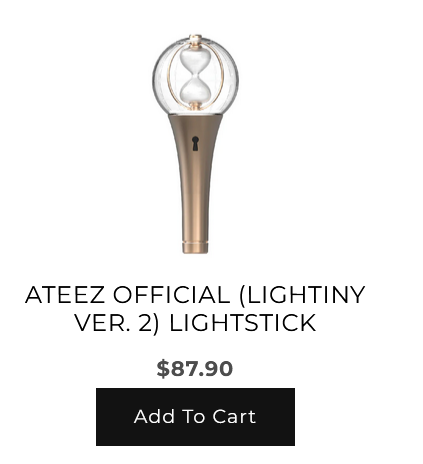 ATEEZ OFFICIAL (LIGHTINY
VER. 2) LIGHTSTICK
$87.90
Add To Cart